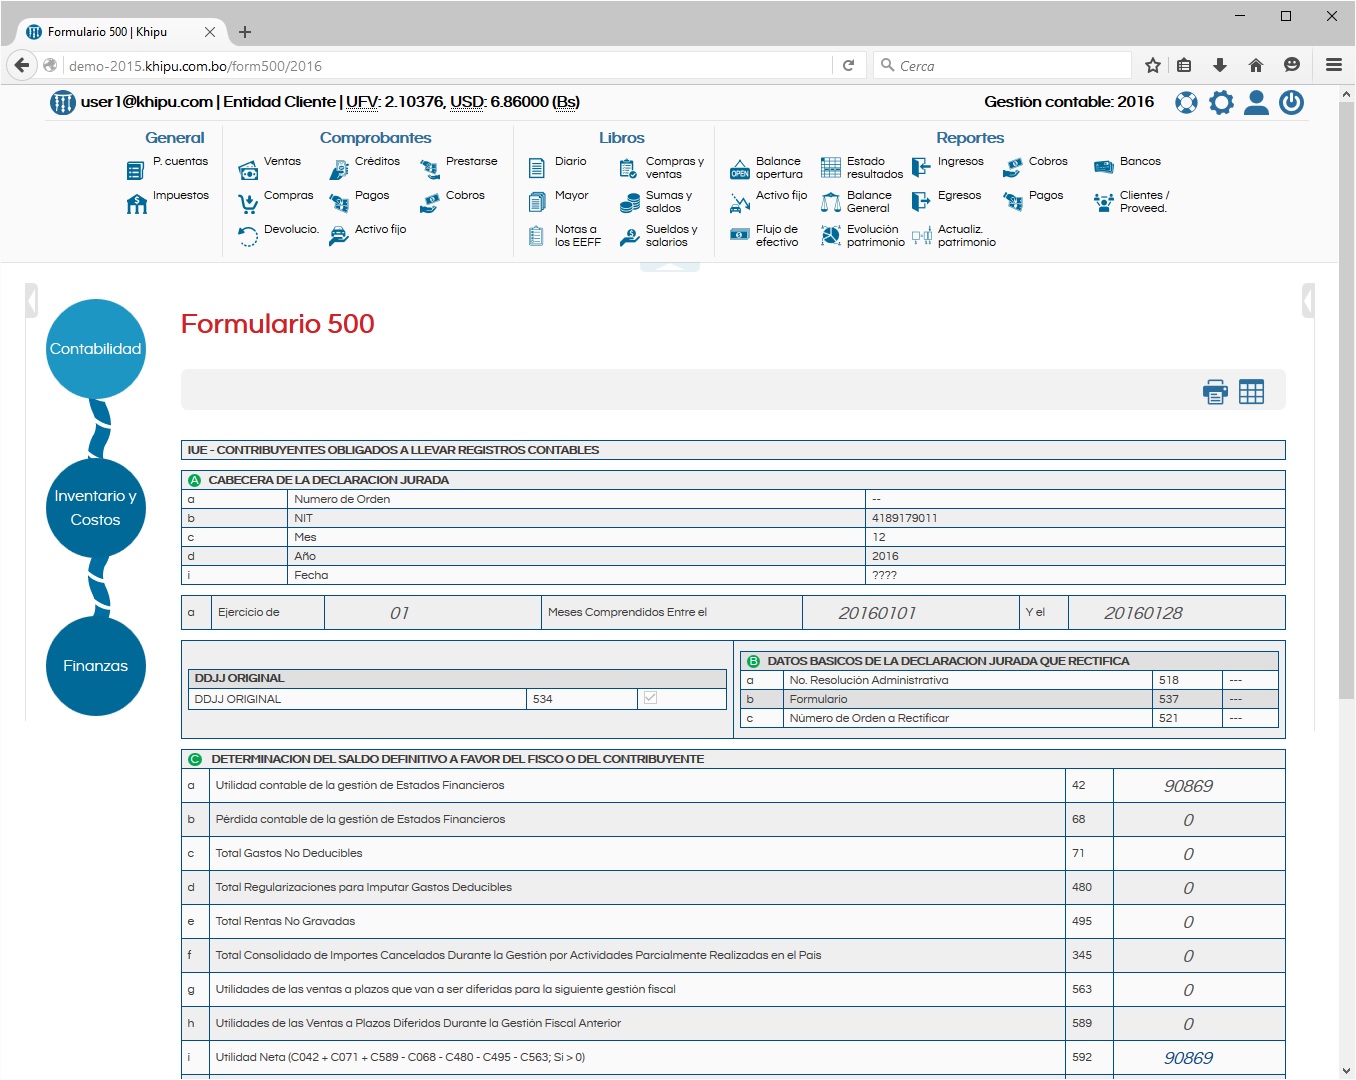 Formulario 500 | Khipu
demo-2015.khipu.com.bo/form500/2016
Cerca
user1@khipu.com | Entidad Cliente | UFV: 2.10376, USD: 6.86000 (Bs)
Gestión contable: 2016
General
P. cuentas
Impuestos
Comprobantes
Ventas
Créditos
Prestarse
Compras
Pagos
Cobros
Devolucio.
Activo fijo
Libros
Diario
Compras y ventas
Mayor
Sumas y saldos
Notas a los EEFF
Sueldos y salarios
Reportes
OPEN
Balance apertura
Estado resultados
Ingresos
Cobros
Bancos
Activo fijo
Balance General
Egresos
Pagos
Clientes / Proveed.
Flujo de efectivo
Evolución patrimonio
Actualiz. patrimonio
Contabilidad
Inventario y Costos
Finanzas
Formulario 500
IUE - CONTRIBUYENTES OBLIGADOS A LLEVAR REGISTROS CONTABLES
A CABECERA DE LA DECLARACION JURADA
a Numero de Orden --
b NIT 4189179011
c Mes 12
d Año 2016
i Fecha ????
a Ejercicio de 01 Meses Comprendidos Entre el 20160101 Y el 20160128
DDJJ ORIGINAL
DDJJ ORIGINAL 534
B DATOS BASICOS DE LA DECLARACION JURADA QUE RECTIFICA
a No. Resolución Administrativa 518 ---
b Formulario 537 ---
c Número de Orden a Rectificar 521 ---
C DETERMINACION DEL SALDO DEFINITIVO A FAVOR DEL FISCO O DEL CONTRIBUYENTE
a Utilidad contable de la gestión de Estados Financieros 42 90869
b Pérdida contable de la gestión de Estados Financieros 68 0
c Total Gastos No Deducibles 71 0
d Total Regularizaciones para Imputar Gastos Deducibles 480 0
e Total Rentas No Gravadas 495 0
f Total Consolidado de Importes Cancelados Durante la Gestión por Actividades Parcialmente Realizadas en el Pais 345 0
g Utilidades de las ventas a plazos que van a ser diferidas para la siguiente gestión fiscal 563 0
h Utilidades de las Ventas a Plazos Diferidos Durante la Gestión Fiscal Anterior 589 0
i Utilidad Neta (C042 + C071 + C589 - C068 - C480 - C495 - C563; Si > 0) 592 90869